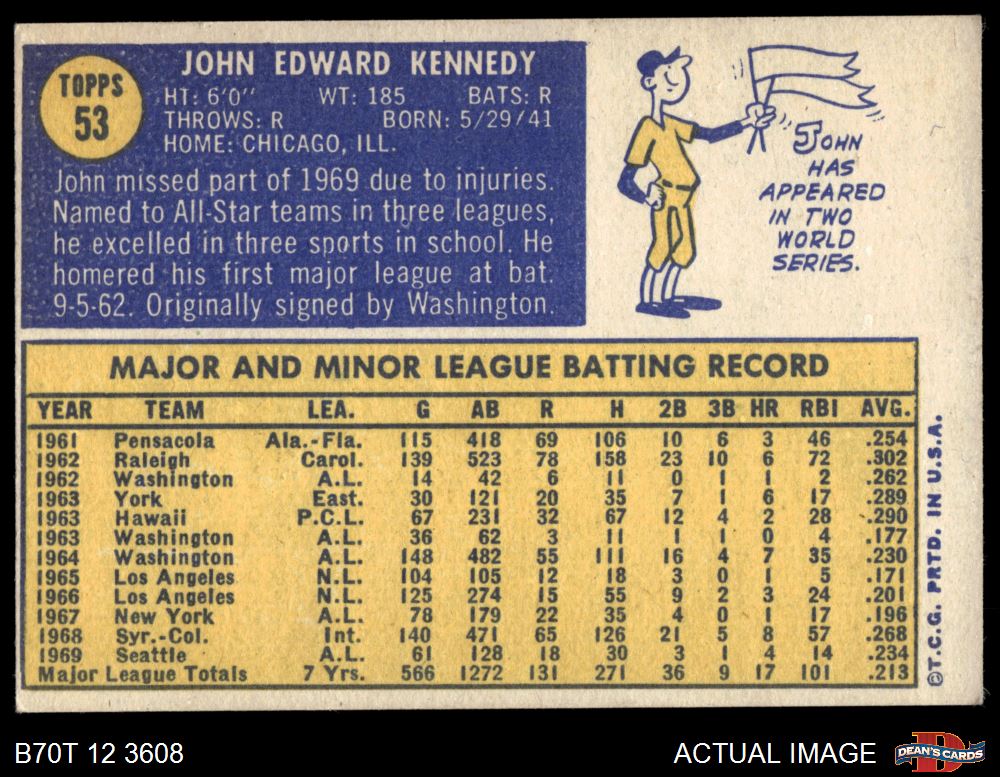 TOPPS
53
JOHN EDWARD KENNEDY
HT: 6'0" WT: 185 BATS: R
THROWS: R BORN: 5/29/41
HOME: CHICAGO, ILL.
John missed part of 1969 due to injuries.
Named to All-Star teams in three leagues,
he excelled in three sports in school. He
homered his first major league at bat.
9-5-62. Originally signed by Washington.
JOHN
HAS
APPEARED
IN TWO
WORLD
SERIES.
MAJOR AND MINOR LEAGUE BATTING RECORD
YEAR TEAM LEA. G AB R H 2B 3B HR RBI AVG.
1961 Pensacola Ala.-Fla. 115 418 69 106 10 6 3 46 .254
1962 Raleigh Carol. 139 523 78 158 23 10 6 72 .302
1962 Washington A.L. 14 42 6 11 0 1 1 2 .262
1963 York East. 30 121 20 35 7 1 6 17 .289
1963 Hawaii P.C.L. 67 231 32 67 12 4 2 28 .290
1963 Washington A.L. 36 62 3 11 1 1 0 4 .177
1964 Washington A.L. 148 482 55 111 16 4 7 35 .230
1965 Los Angeles N.L. 104 105 12 18 3 0 1 5 .171
1966 Los Angeles N.L. 125 274 15 55 9 2 3 24 .201
1967 New York A.L. 78 179 22 35 4 0 1 17 .196
1968 Syr.-Col. Int. 140 471 65 126 21 5 8 57 .268
1969 Seattle A.L. 61 128 18 30 3 1 4 14 .234
Major League Totals 7 Yrs. 566 1272 131 271 36 9 17 101 .213
©T.C.G. PRTD. IN U.S.A.
B70T 12 3608
ACTUAL IMAGE
D
DEAN'S CARDS